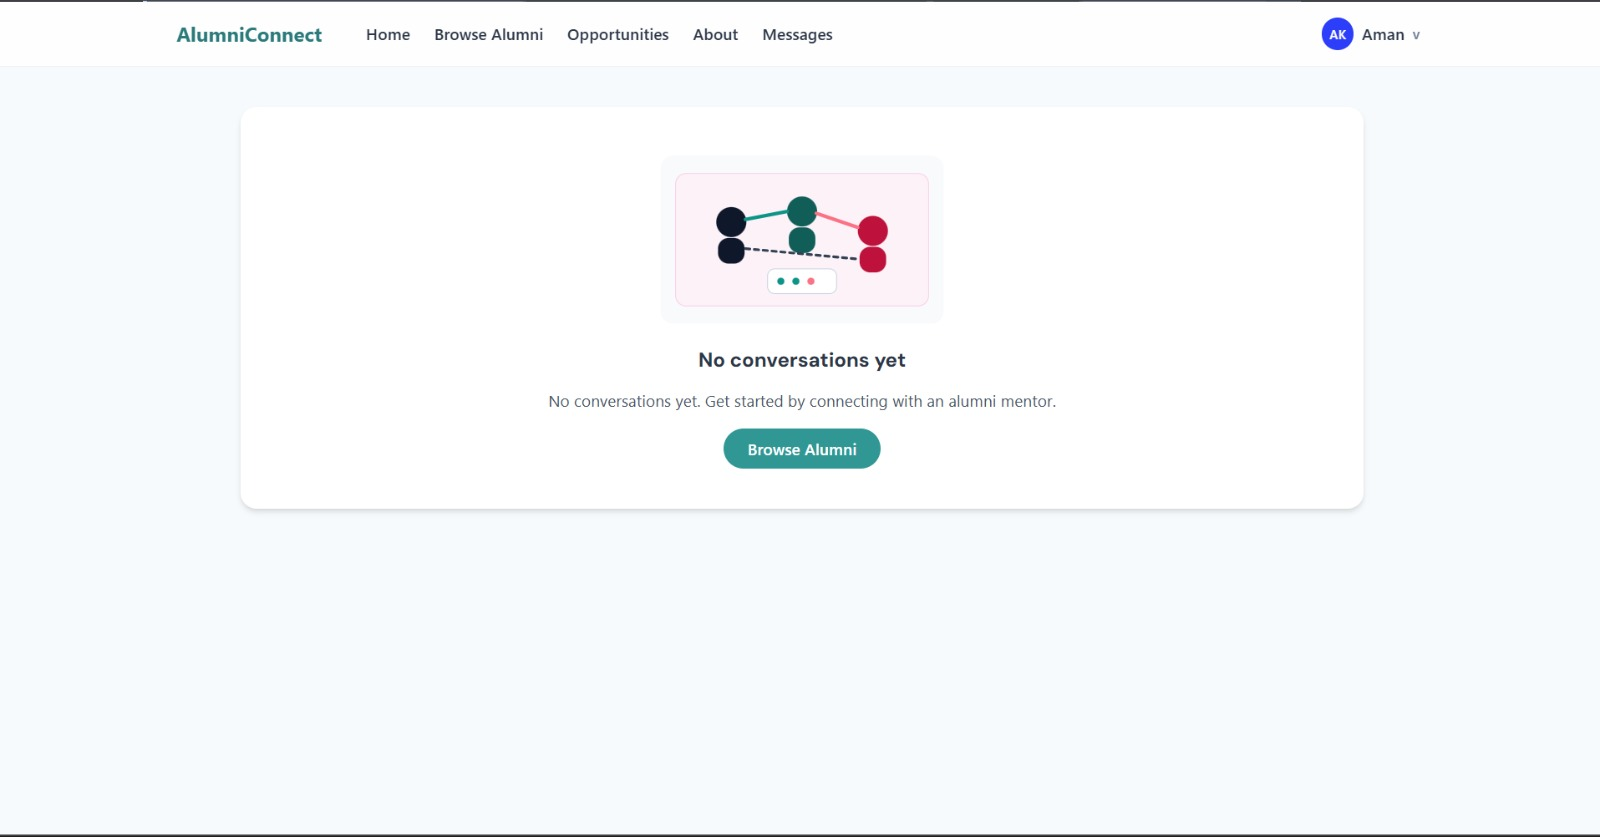 AlumniConnect Home Browse Alumni Opportunities About Messages AK Aman v
No conversations yet
No conversations yet. Get started by connecting with an alumni mentor.
Browse Alumni